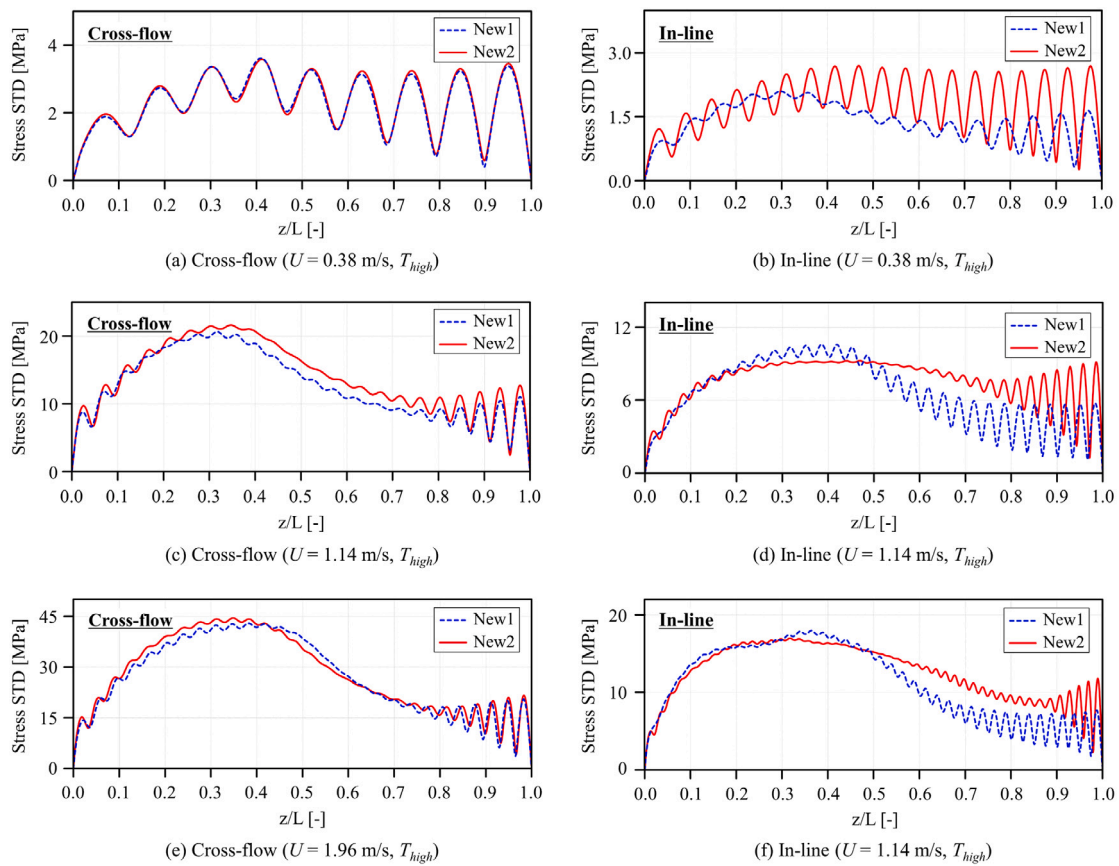 Cross-flow
New1
New2
Stress STD [MPa]
4
2
0
0.0 0.1 0.2 0.3 0.4 0.5 0.6 0.7 0.8 0.9 1.0
z/L [-]
(a) Cross-flow (U = 0.38 m/s, T_high)
In-line
New1
New2
Stress STD [MPa]
3.0
1.5
0.0
0.0 0.1 0.2 0.3 0.4 0.5 0.6 0.7 0.8 0.9 1.0
z/L [-]
(b) In-line (U = 0.38 m/s, T_high)
Cross-flow
New1
New2
Stress STD [MPa]
20
10
0
0.0 0.1 0.2 0.3 0.4 0.5 0.6 0.7 0.8 0.9 1.0
z/L [-]
(c) Cross-flow (U = 1.14 m/s, T_high)
In-line
New1
New2
Stress STD [MPa]
12
6
0
0.0 0.1 0.2 0.3 0.4 0.5 0.6 0.7 0.8 0.9 1.0
z/L [-]
(d) In-line (U = 1.14 m/s, T_high)
Cross-flow
New1
New2
Stress STD [MPa]
45
30
15
0
0.0 0.1 0.2 0.3 0.4 0.5 0.6 0.7 0.8 0.9 1.0
z/L [-]
(e) Cross-flow (U = 1.96 m/s, T_high)
In-line
New1
New2
Stress STD [MPa]
20
10
0
0.0 0.1 0.2 0.3 0.4 0.5 0.6 0.7 0.8 0.9 1.0
z/L [-]
(f) In-line (U = 1.14 m/s, T_high)